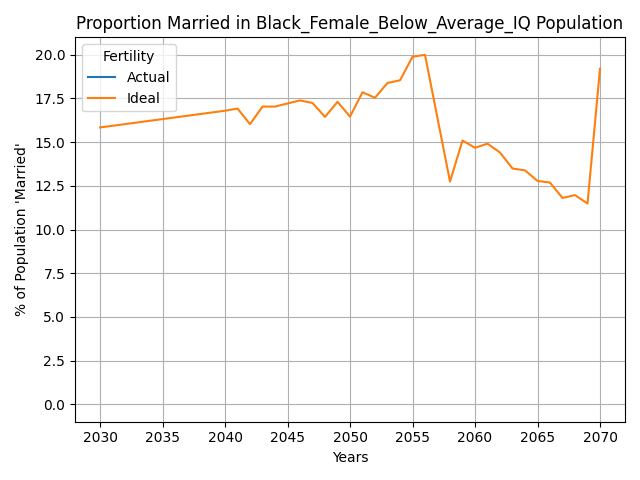 Proportion Married in Black_Female_Below_Average_IQ Population
Fertility
Actual
Ideal
20.0
17.5
15.0
12.5
10.0
7.5
5.0
2.5
0.0
% of Population 'Married'
2030 2035 2040 2045 2050 2055 2060 2065 2070
Years